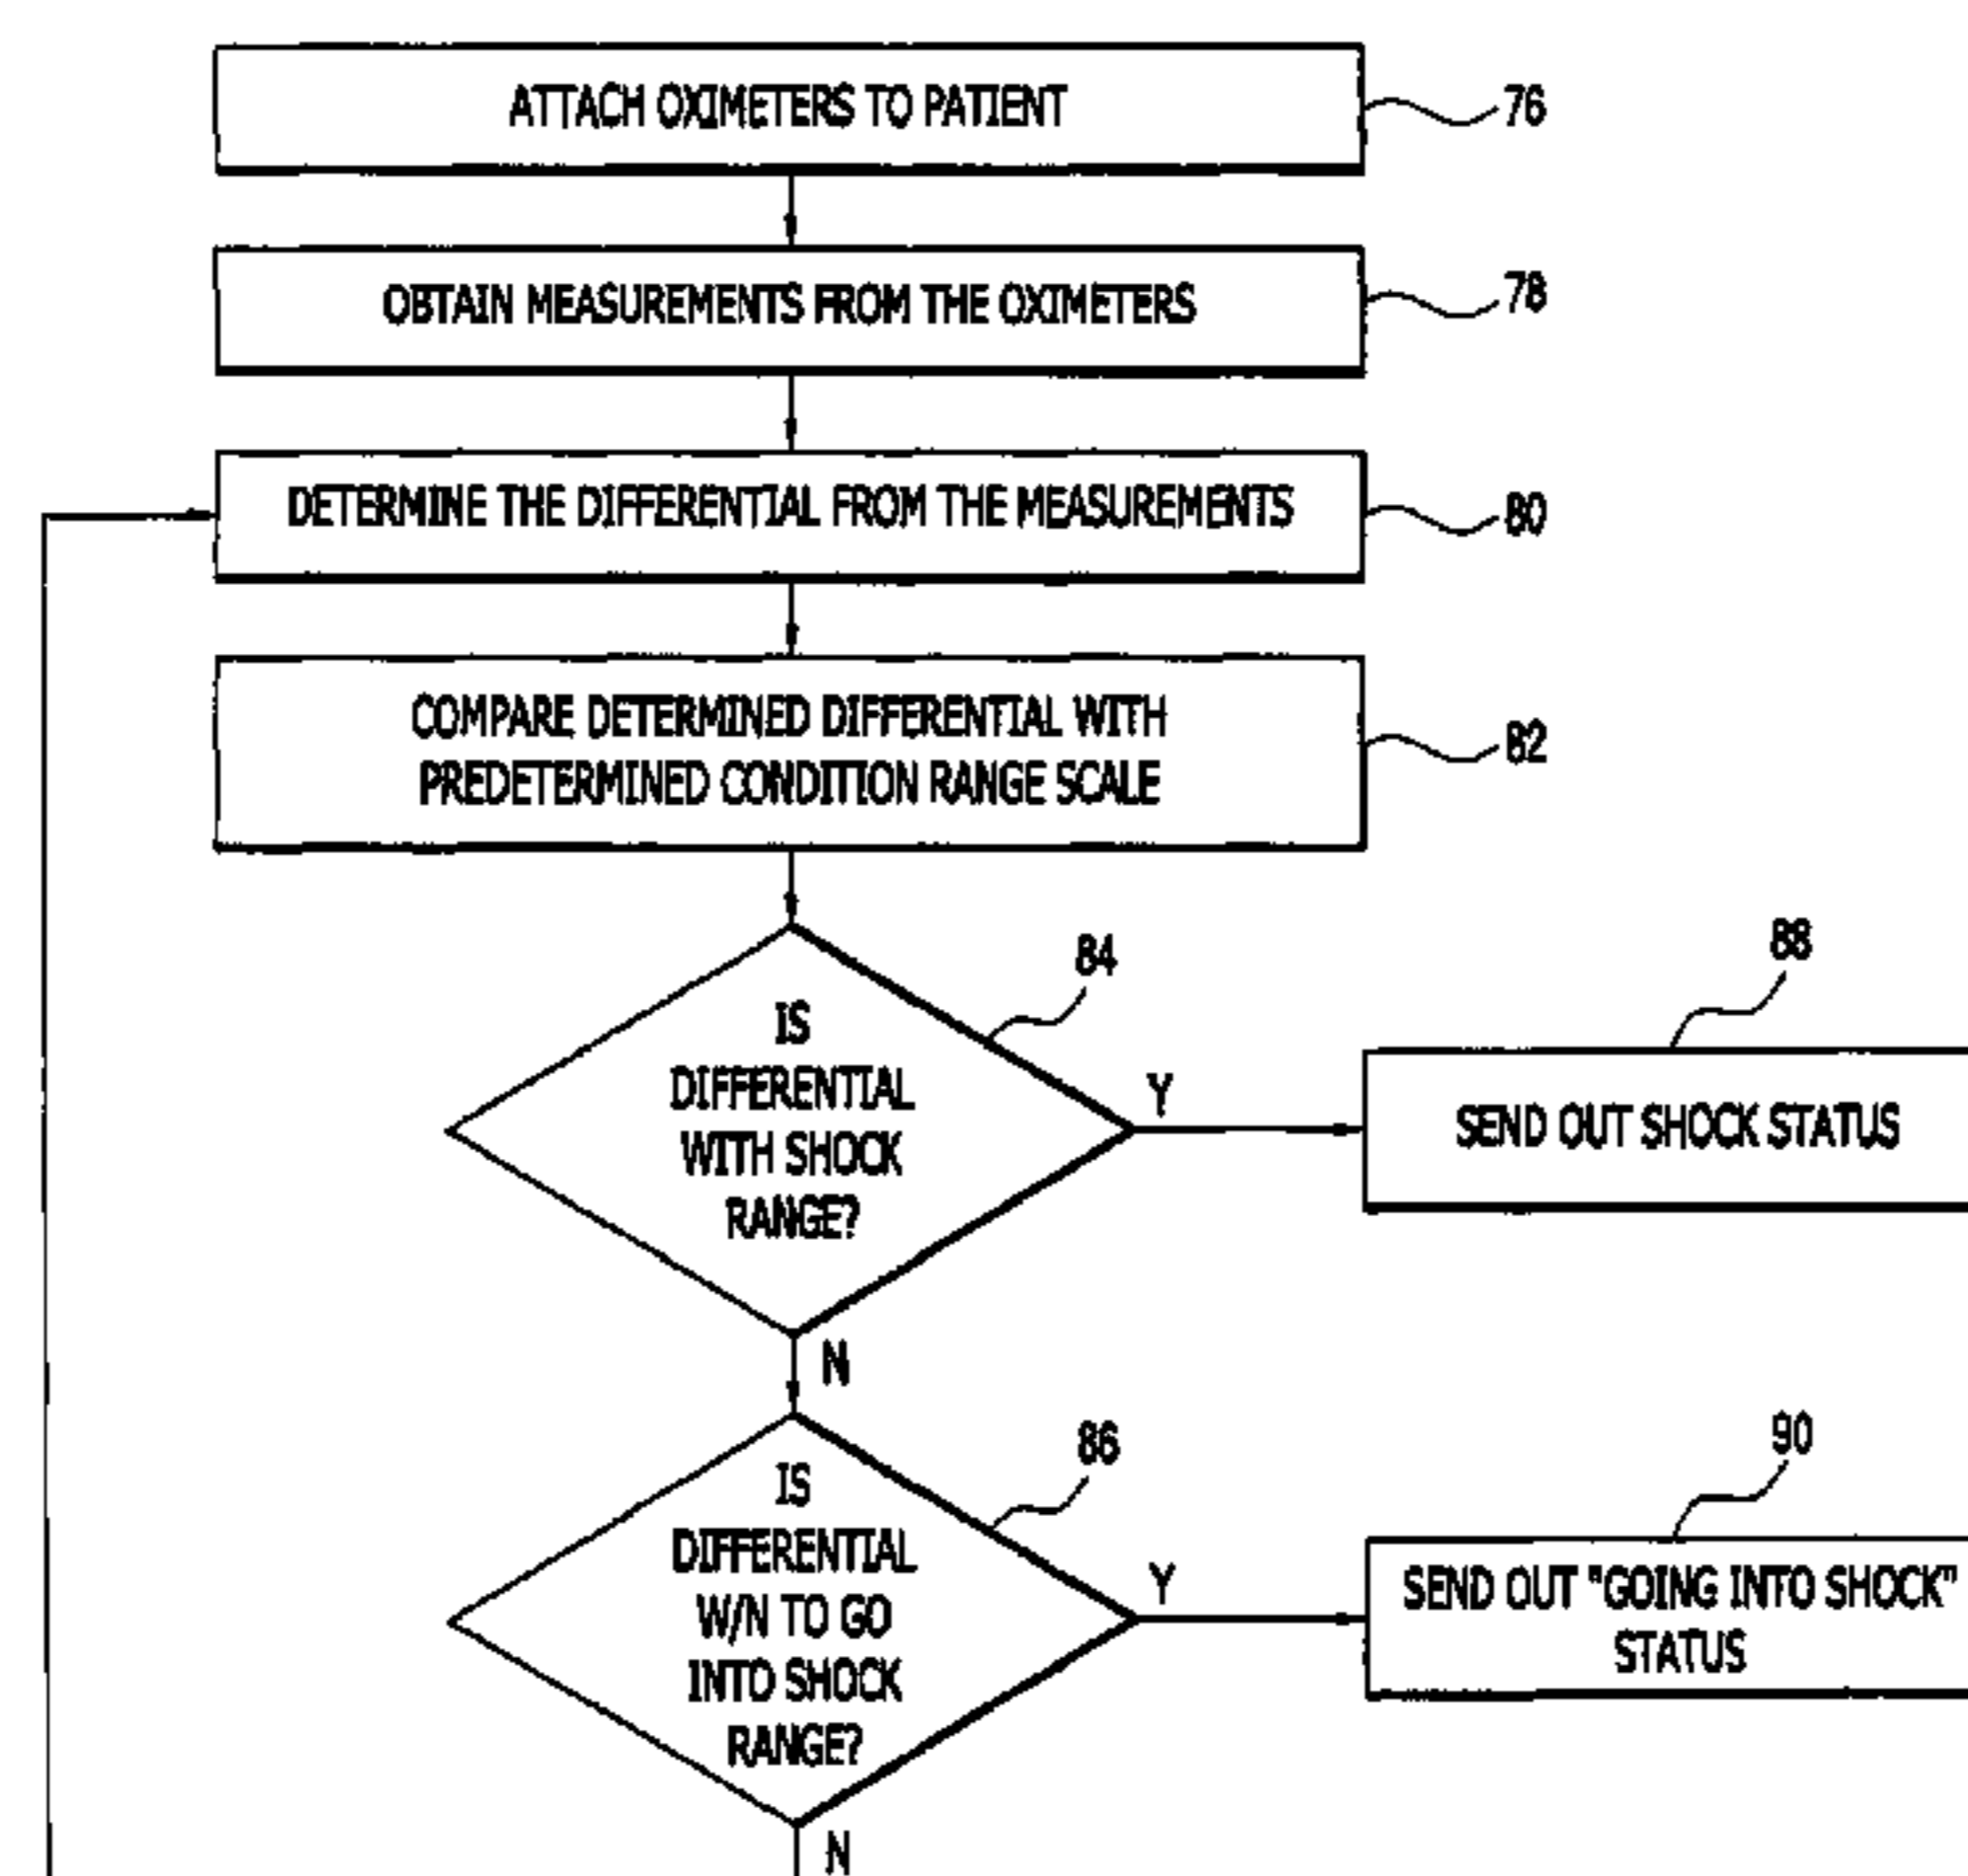 ATTACH OXIMETERS TO PATIENT
76
OBTAIN MEASUREMENTS FROM THE OXIMETERS
78
DETERMINE THE DIFFERENTIAL FROM THE MEASUREMENTS
80
COMPARE DETERMINED DIFFERENTIAL WITH
PREDETERMINED CONDITION RANGE SCALE
82
84
IS
DIFFERENTIAL
WITH SHOCK
RANGE?
Y
88
SEND OUT SHOCK STATUS
N
86
IS
DIFFERENTIAL
W/N TO GO
INTO SHOCK
RANGE?
Y
90
SEND OUT "GOING INTO SHOCK"
STATUS
N